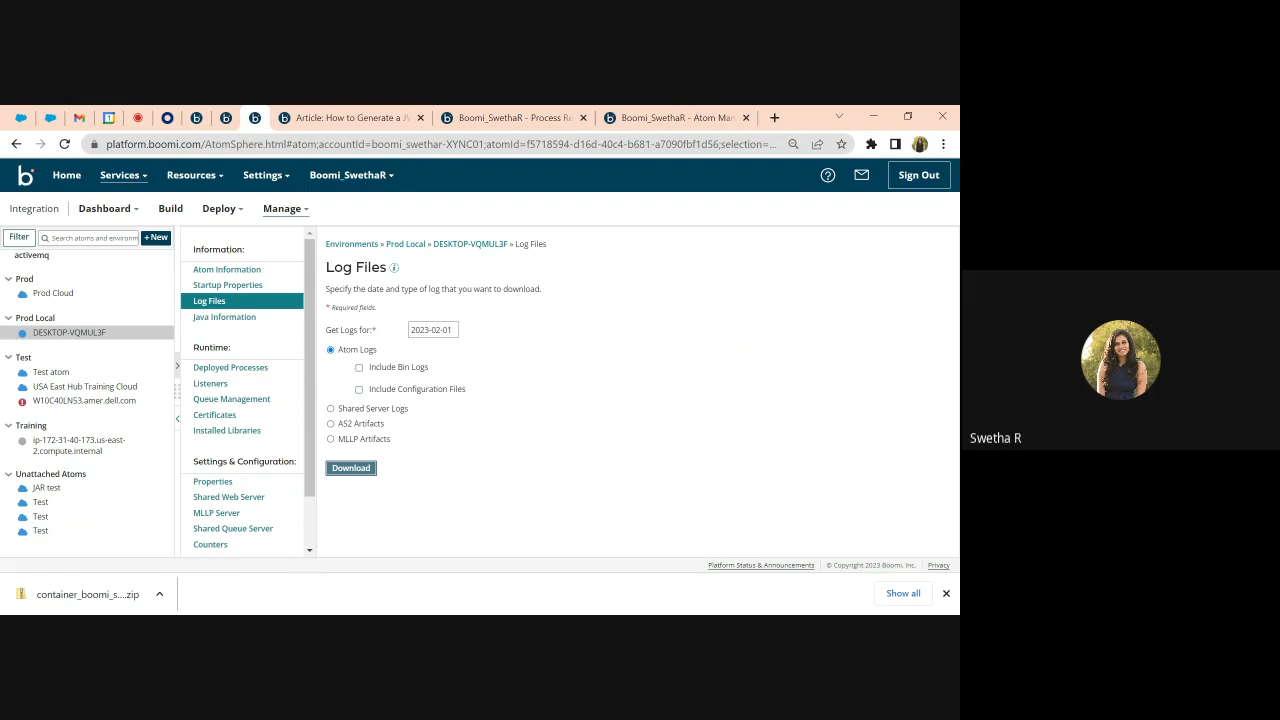 Article: How to Generate a JV
Boomi_SwethaR - Process Re
Boomi_SwethaR - Atom Man
platform.boomi.com/AtomSphere.html#atom;accountId=boomi_swethar-XYNC01;atomId=f5718594-d16d-40c4-b681-a7090fbf1d56;selection=...
Home
Services
Resources
Settings
Boomi_SwethaR
Sign Out
Integration
Dashboard
Build
Deploy
Manage
Filter
Search atoms and environm
+ New
activemq
Prod
Prod Cloud
Prod Local
DESKTOP-VQMUL3F
Test
Test atom
USA East Hub Training Cloud
W10C40LN53.amer.dell.com
Training
ip-172-31-40-173.us-east-
2.compute.internal
Unattached Atoms
JAR test
Test
Test
Test
Information:
Atom Information
Startup Properties
Log Files
Java Information
Runtime:
Deployed Processes
Listeners
Queue Management
Certificates
Installed Libraries
Settings & Configuration:
Properties
Shared Web Server
MLLP Server
Shared Queue Server
Counters
Environments » Prod Local » DESKTOP-VQMUL3F » Log Files
Log Files
Specify the date and type of log that you want to download.
* Required fields.
Get Logs for:* 2023-02-01
Atom Logs
Include Bin Logs
Include Configuration Files
Shared Server Logs
AS2 Artifacts
MLLP Artifacts
Download
Platform Status & Announcements
© Copyright 2023 Boomi, Inc.
Privacy
container_boomi_s....zip
Show all
Swetha R